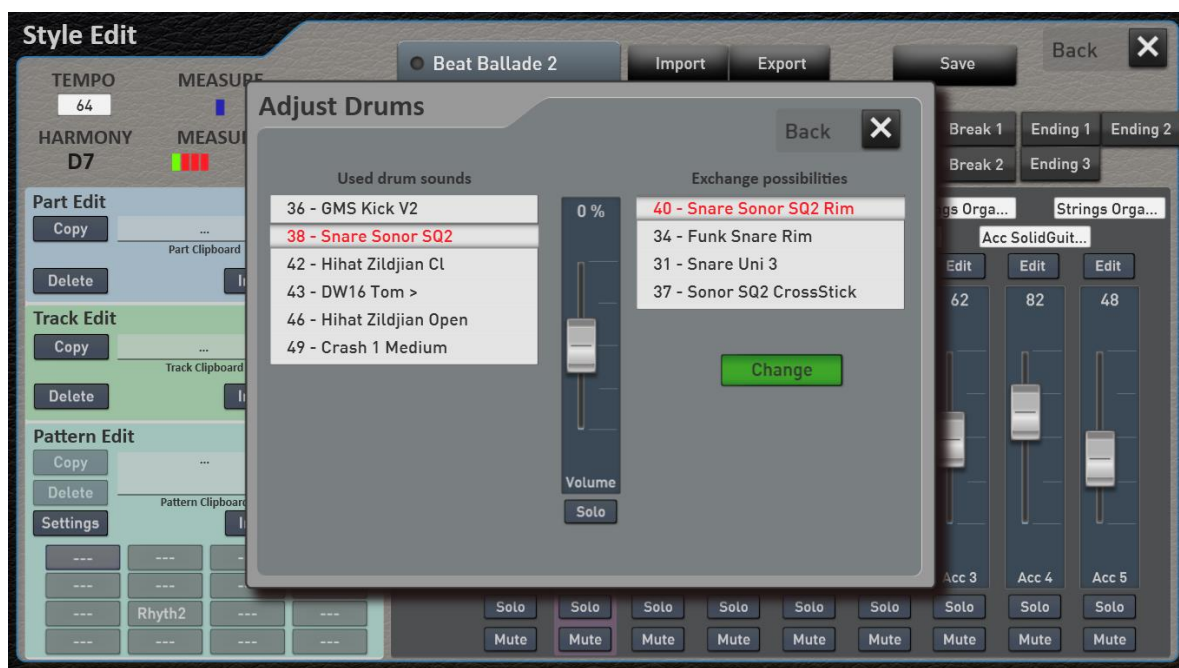 Style Edit
Beat Ballade 2
Import
Export
Save
Back
TEMPO
64
MEASURE
HARMONY
D7
Break 1
Ending 1
Ending 2
Break 2
Ending 3
Adjust Drums
Back
Used drum sounds
36 - GMS Kick V2
38 - Snare Sonor SQ2
42 - Hihat Zildjian Cl
43 - DW16 Tom >
46 - Hihat Zildjian Open
49 - Crash 1 Medium
0 %
Volume
Solo
Exchange possibilities
40 - Snare Sonor SQ2 Rim
34 - Funk Snare Rim
31 - Snare Uni 3
37 - Sonor SQ2 CrossStick
Change
Part Edit
Copy
...
Part Clipboard
Delete
Track Edit
Copy
...
Track Clipboard
Delete
Pattern Edit
Copy
...
Delete
Pattern Clipboard
Settings
--- --- 
--- --- 
--- Rhyth2 --- ---
--- --- --- ---
Strings Orga...
Acc SolidGuit...
Edit Edit Edit
62 82 48
Acc 3 Acc 4 Acc 5
Solo Solo Solo Solo Solo Solo Solo Solo Solo
Mute Mute Mute Mute Mute Mute Mute Mute Mute